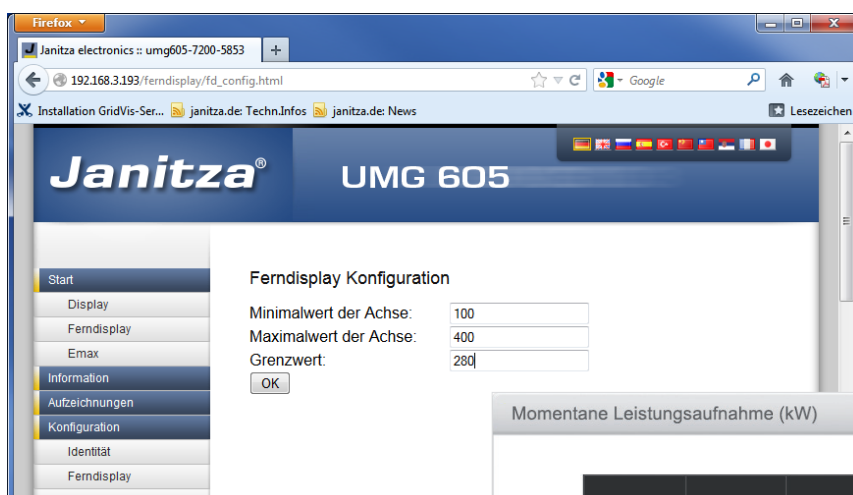 Firefox
Janitza electronics :: umg605-7200-5853
192.168.3.193/ferndisplay/fd_config.html
Google
Installation GridVis-Ser... janitza.de: Techn.Infos janitza.de: News
Lesezeichen
Janitza®
UMG 605
Start
Display
Ferndisplay
Emax
Information
Aufzeichnungen
Konfiguration
Identität
Ferndisplay
Ferndisplay Konfiguration
Minimalwert der Achse: 100
Maximalwert der Achse: 400
Grenzwert: 280
OK
Momentane Leistungsaufnahme (kW)